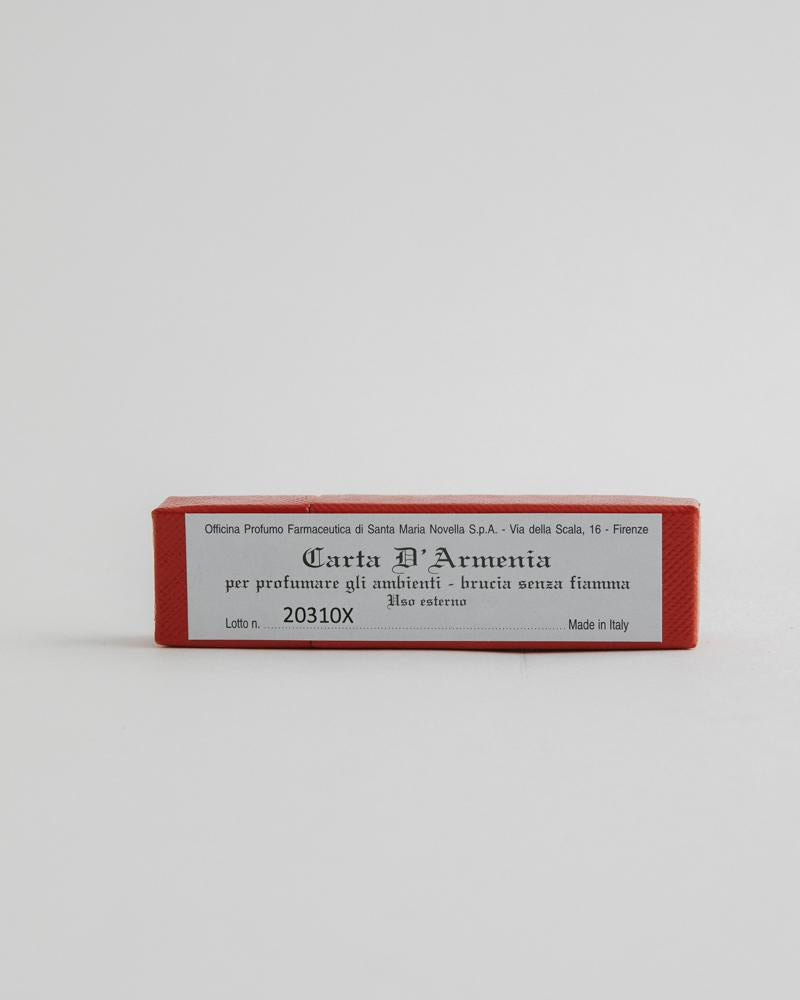 Officina Profumo Farmaceutica di Santa Maria Novella S.p.A. - Via della Scala, 16 - Firenze
Carta D'Armenia
per profumare gli ambienti - brucia senza fiamma
Uso esterno
Lotto n. 20310X Made in Italy